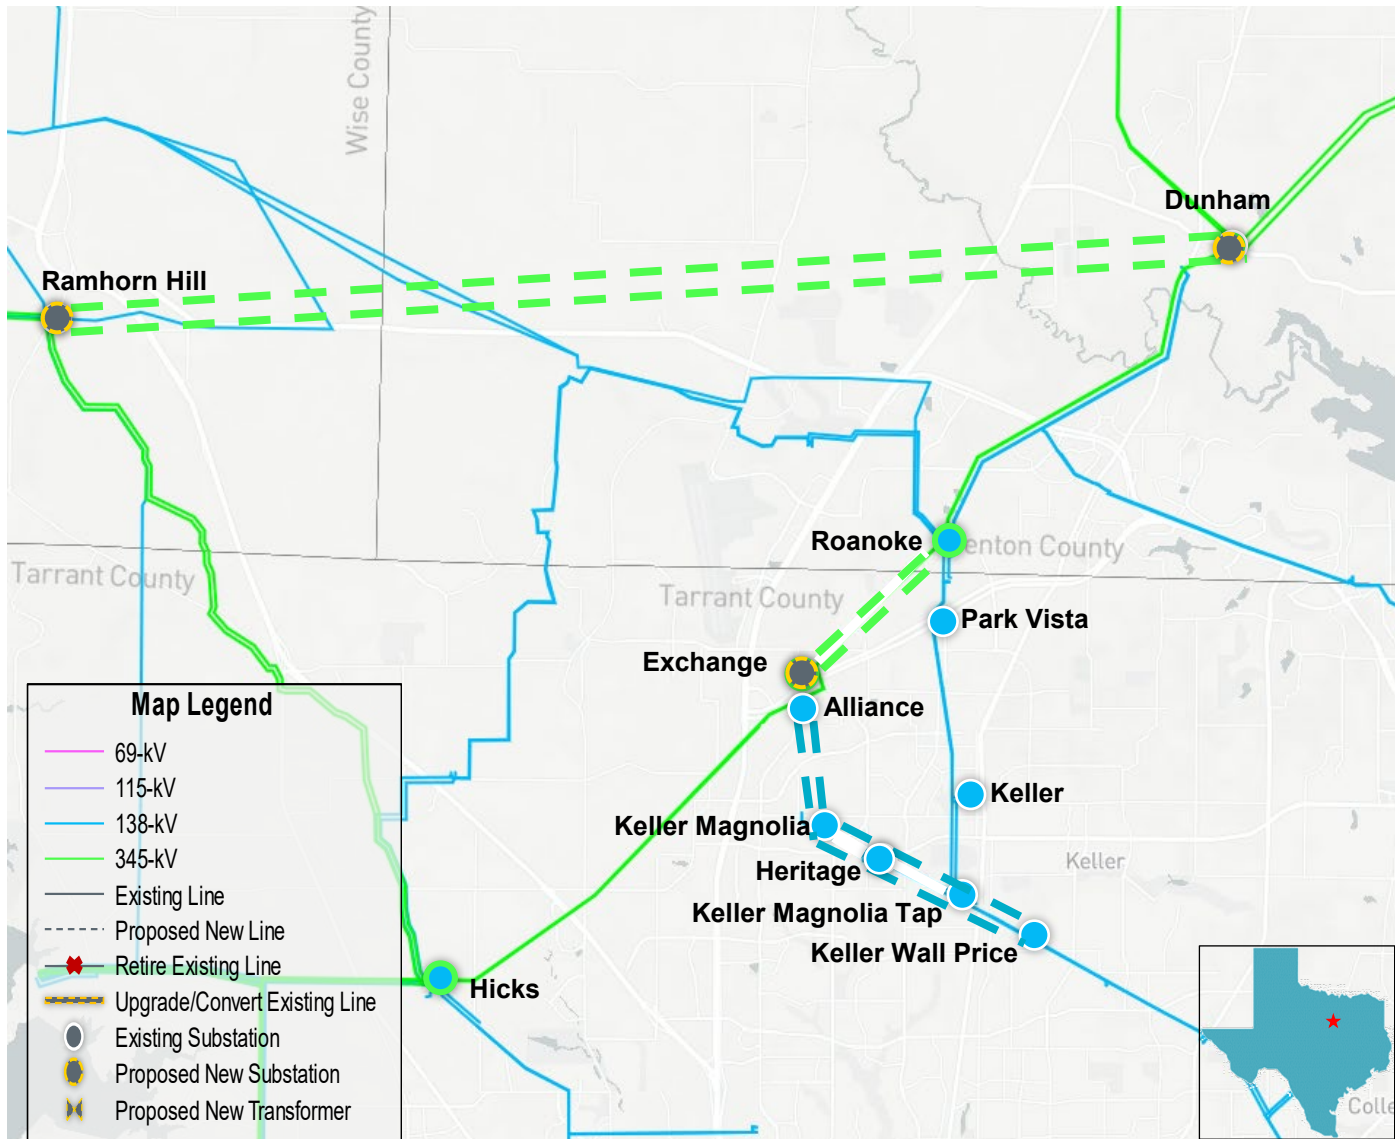 Wise County
Dunham
Ramhorn Hill
Roanoke
enton County
Tarrant County
Tarrant County
Park Vista
Exchange
Alliance
Keller
Keller Magnolia
Keller
Heritage
Keller Magnolia Tap
Keller Wall Price
Hicks
Map Legend
69-kV
115-kV
138-kV
345-kV
Existing Line
Proposed New Line
Retire Existing Line
Upgrade/Convert Existing Line
Existing Substation
Proposed New Substation
Proposed New Transformer
Colle